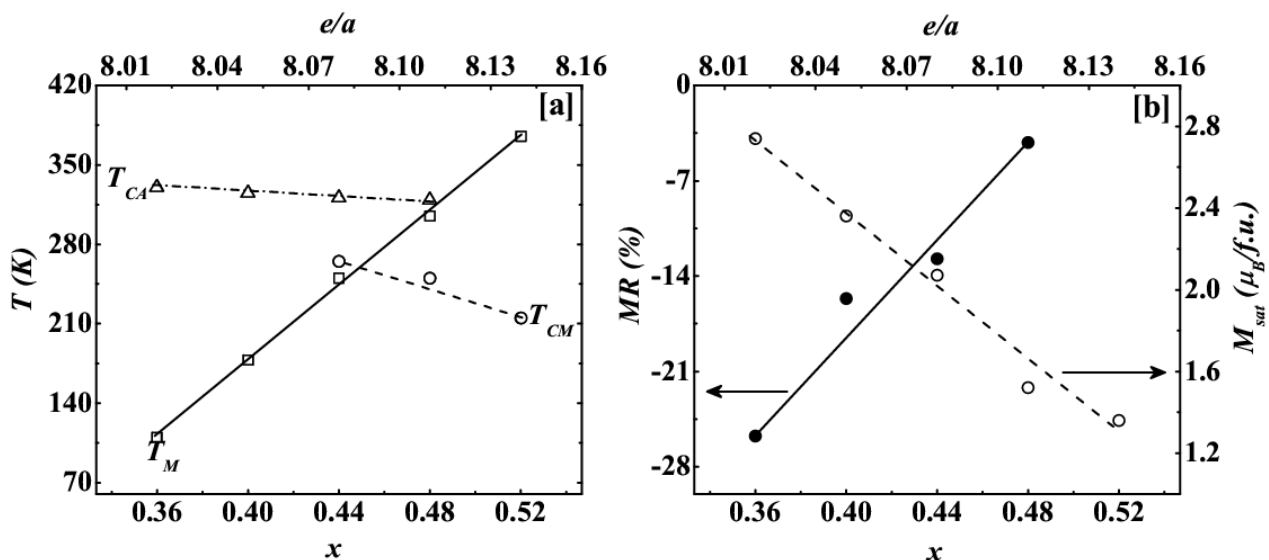 e/a
8.01 8.04 8.07 8.10 8.13 8.16
420
350
280
210
140
70
T (K)
[a]
T_CA
T_CM
T_M
0.36 0.40 0.44 0.48 0.52
x
e/a
8.01 8.04 8.07 8.10 8.13 8.16
0
-7
-14
-21
-28
MR (%)
[b]
2.8
2.4
2.0
1.6
1.2
M_sat (μ_B/f.u.)
0.36 0.40 0.44 0.48 0.52
x